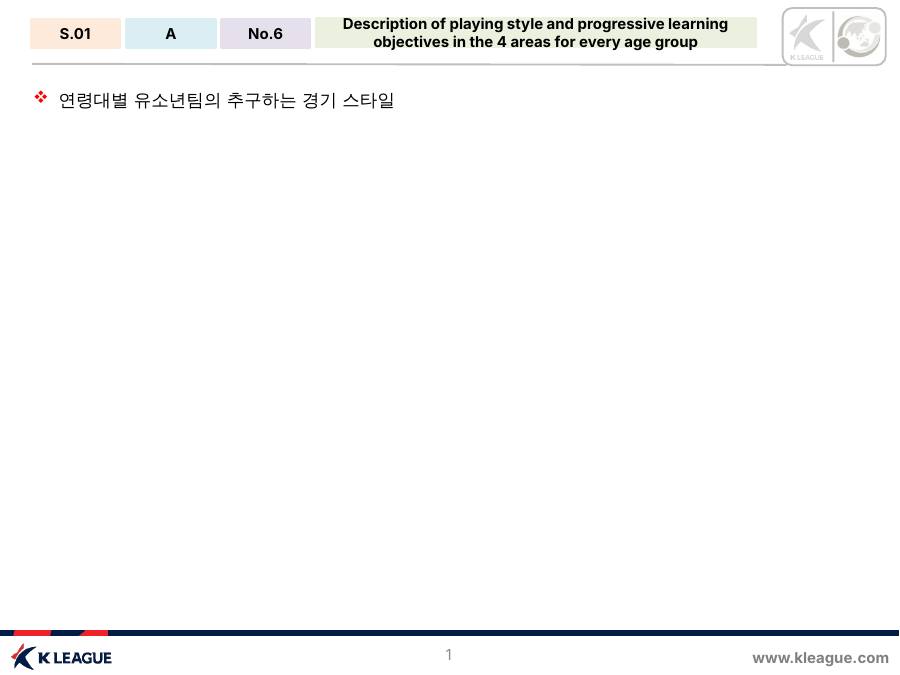 S.01
A
No.6
Description of playing style and progressive learning
objectives in the 4 areas for every age group
K LEAGUE
연령대별 유소년팀의 추구하는 경기 스타일
K LEAGUE
1
www.kleague.com